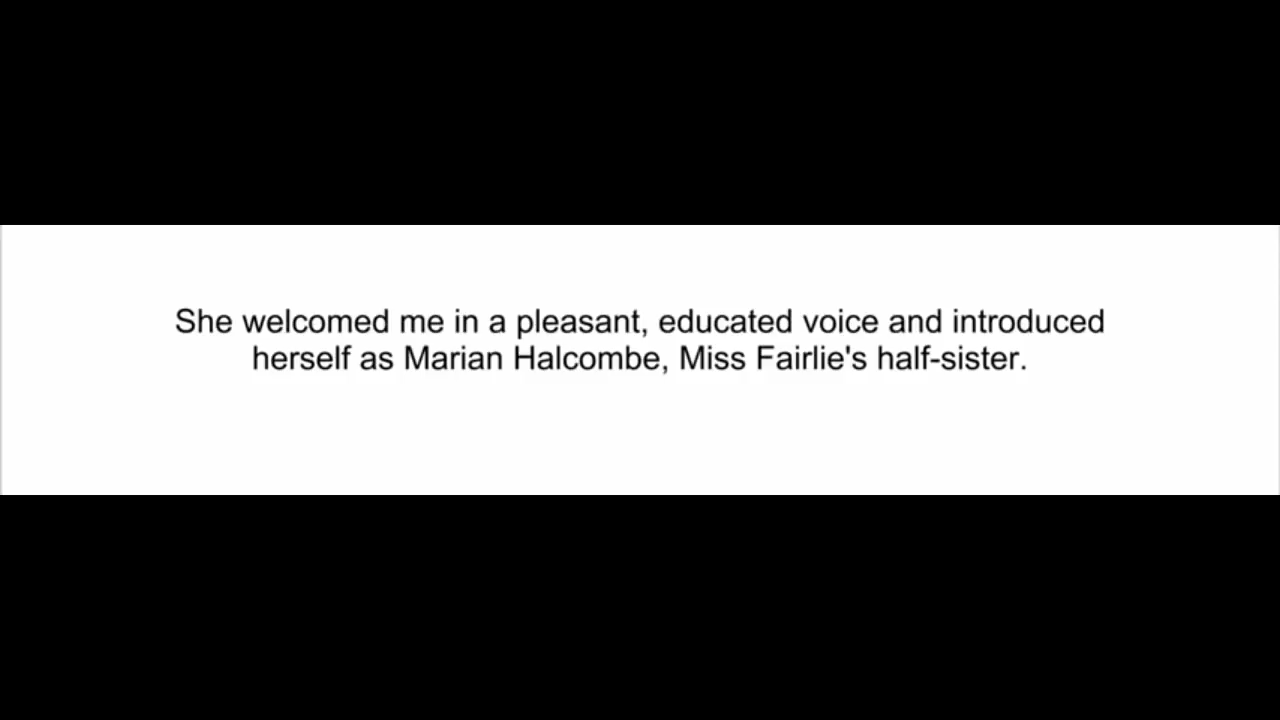 She welcomed me in a pleasant, educated voice and introduced
herself as Marian Halcombe, Miss Fairlie's half-sister.